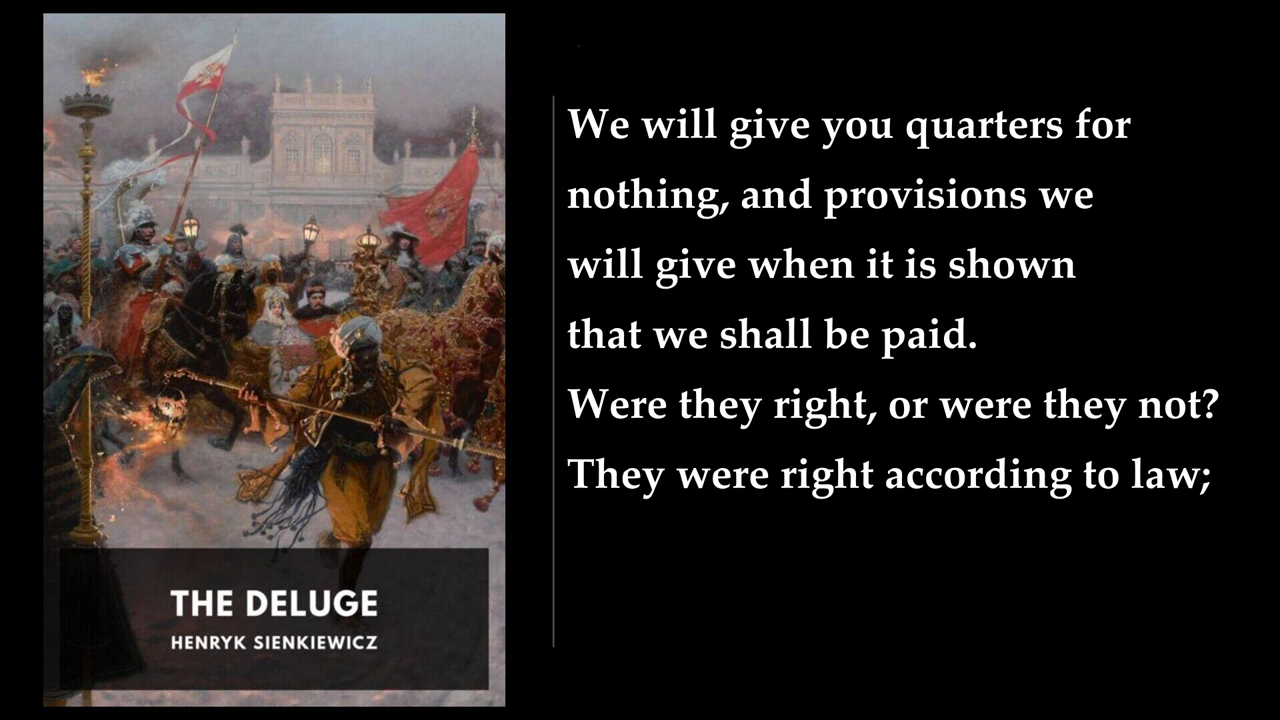 THE DELUGE
HENRYK SIENKIEWICZ
We will give you quarters for
nothing, and provisions we
will give when it is shown
that we shall be paid.
Were they right, or were they not?
They were right according to law;